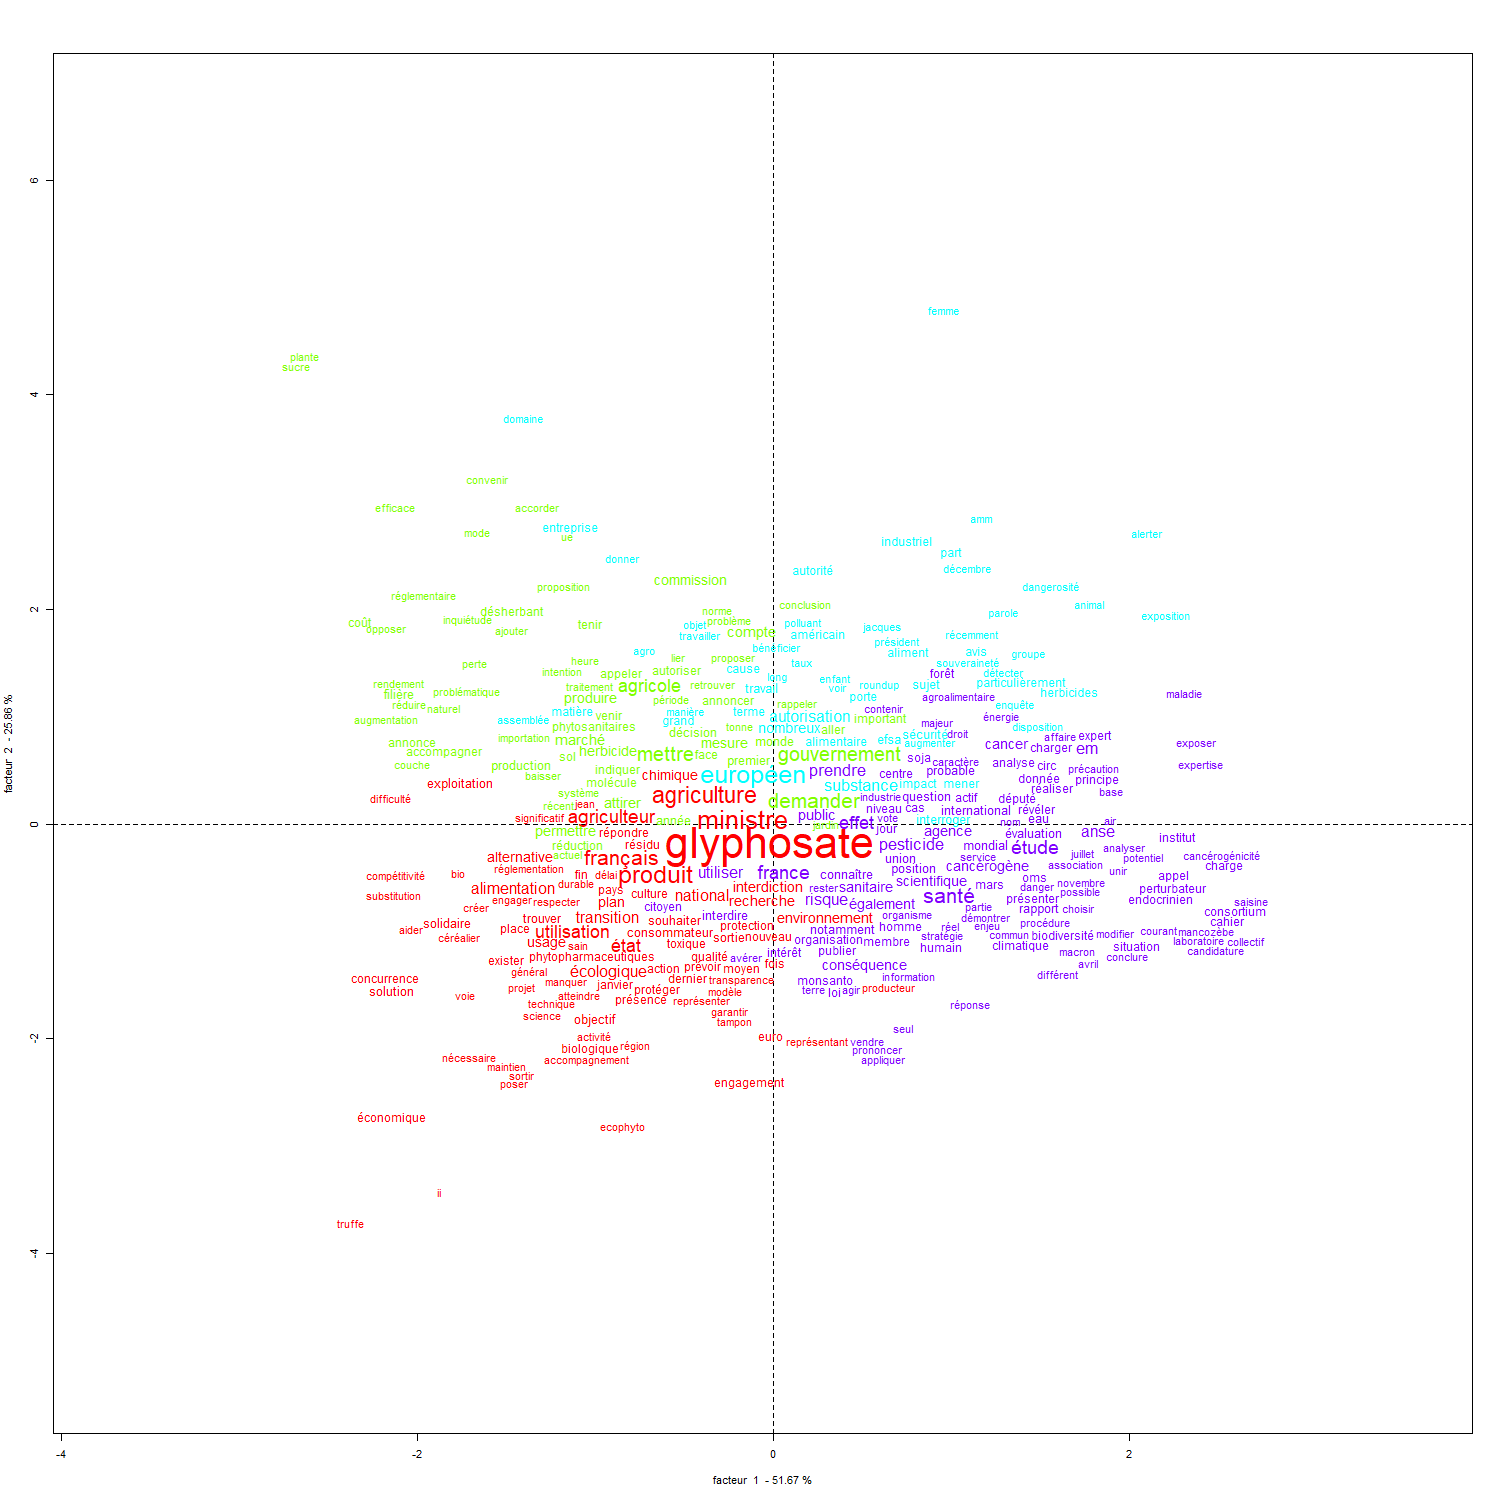 femme
plante
sucre
domaine
convenir
efficace
accorder
mode
entreprise
ue
amm
alerter
induatriel
part
donner
autorité
décembre
commission
proposition
dangerosité
réglementaire
désherbant
norme
conclusion
animal
parole
exposition
coût
opposer
inquiétude
ajouter
tenir
objet
problème
travailler
compte
polluant
américain
jacques
récemment
président
agro
lier
proposer
bénéficier
aliment
avis
groupe
perte
heure
intention
appeler
autoriser
cause
taux
souveraineté
forêt
détecter
rendement
filière
réduire
problématique
naturel
traitement
agricole
retrouver
long
travail
enfant
voir
roundup
sujet
particulièrement
herbicides
maladie
produire
période
annoncer
rappeler
porte
agroalimentaire
augmentation
assemblée
matière
venir
manière
grand
terme
autorisation
contenir
important
majeur
énergie
enquête
phytosanitaires
décision
tonne
nombreux
aller
sécurité
droit
disposition
annonce
accompagner
importation
marché
herbicide
mesure
monde
alimentaire
efsa
augmenter
cancer
affaire
expert
charger
em
exposer
couche
production
sol
mettre
face
premier
gouvernement
soja
caractère
analyse
circ
précaution
expertise
baisser
indiquer
molécule
chimique
européen
prendre
centre
probable
donnée
principe
exploitation
système
agriculture
substance
impact
mener
réaliser
base
difficulté
récent
jean
attirer
demander
industrie
question
actif
député
significatif
agriculteur
année
ministre
public
niveau
cas
international
révéler
jardin
effet
vote
interroger
nom
eau
air
permettre
répondre
glyphosate
jour
agence
évaluation
anse
institut
réduction
résidu
pesticide
mondial
étude
analyser
alternative
actuel
français
union
service
juillet
potentiel
cancérogénicité
réglementation
fin
délai
produit
utiliser
france
connaître
position
cancérogène
association
unir
charge
compétitivité
bio
durable
interdiction
rester
sanitaire
scientifique
mars
oms
danger
novembre
appel
perturbateur
substitution
alimentation
engager
respecter
pays
plan
culture
national
recherche
risque
également
santé
présenter
possible
endocrinien
saisine
créer
citoyen
partie
rapport
choisir
consortium
aider
solidaire
trouver
transition
souhaiter
interdire
environnement
organisme
démontrer
procédure
cahier
céréalier
place
utilisation
consommateur
protection
sortie
nouveau
notamment
homme
réel
enjeu
stratégie
commun
biodiversité
modifier
courant
mancozèbe
usage
sain
état
toxique
organisation
membre
humain
climatique
situation
laboratoire
collectif
exister
phytopharmaceutiques
qualité
avérer
intérêt
publier
macron
conclure
candidature
concurrence
général
écologique
action
prévoir
moyen
fois
conséquence
avril
différent
solution
manquer
projet
janvier
protéger
dernier
transparence
monsanto
information
voie
atteindre
technique
présence
représenter
modèle
terre
loi
agir
producteur
réponse
science
objectif
garantir
tampon
seul
activité
euro
représentant
vendre
biologique
région
prononcer
nécessaire
accompagnement
appliquer
maintien
sortir
poser
engagement
économique
ecophyto
ii
truffe
6
4
2
0
-2
-4
facteur 2 - 25.86 %
-4
-2
0
2
facteur 1 - 51.67 %